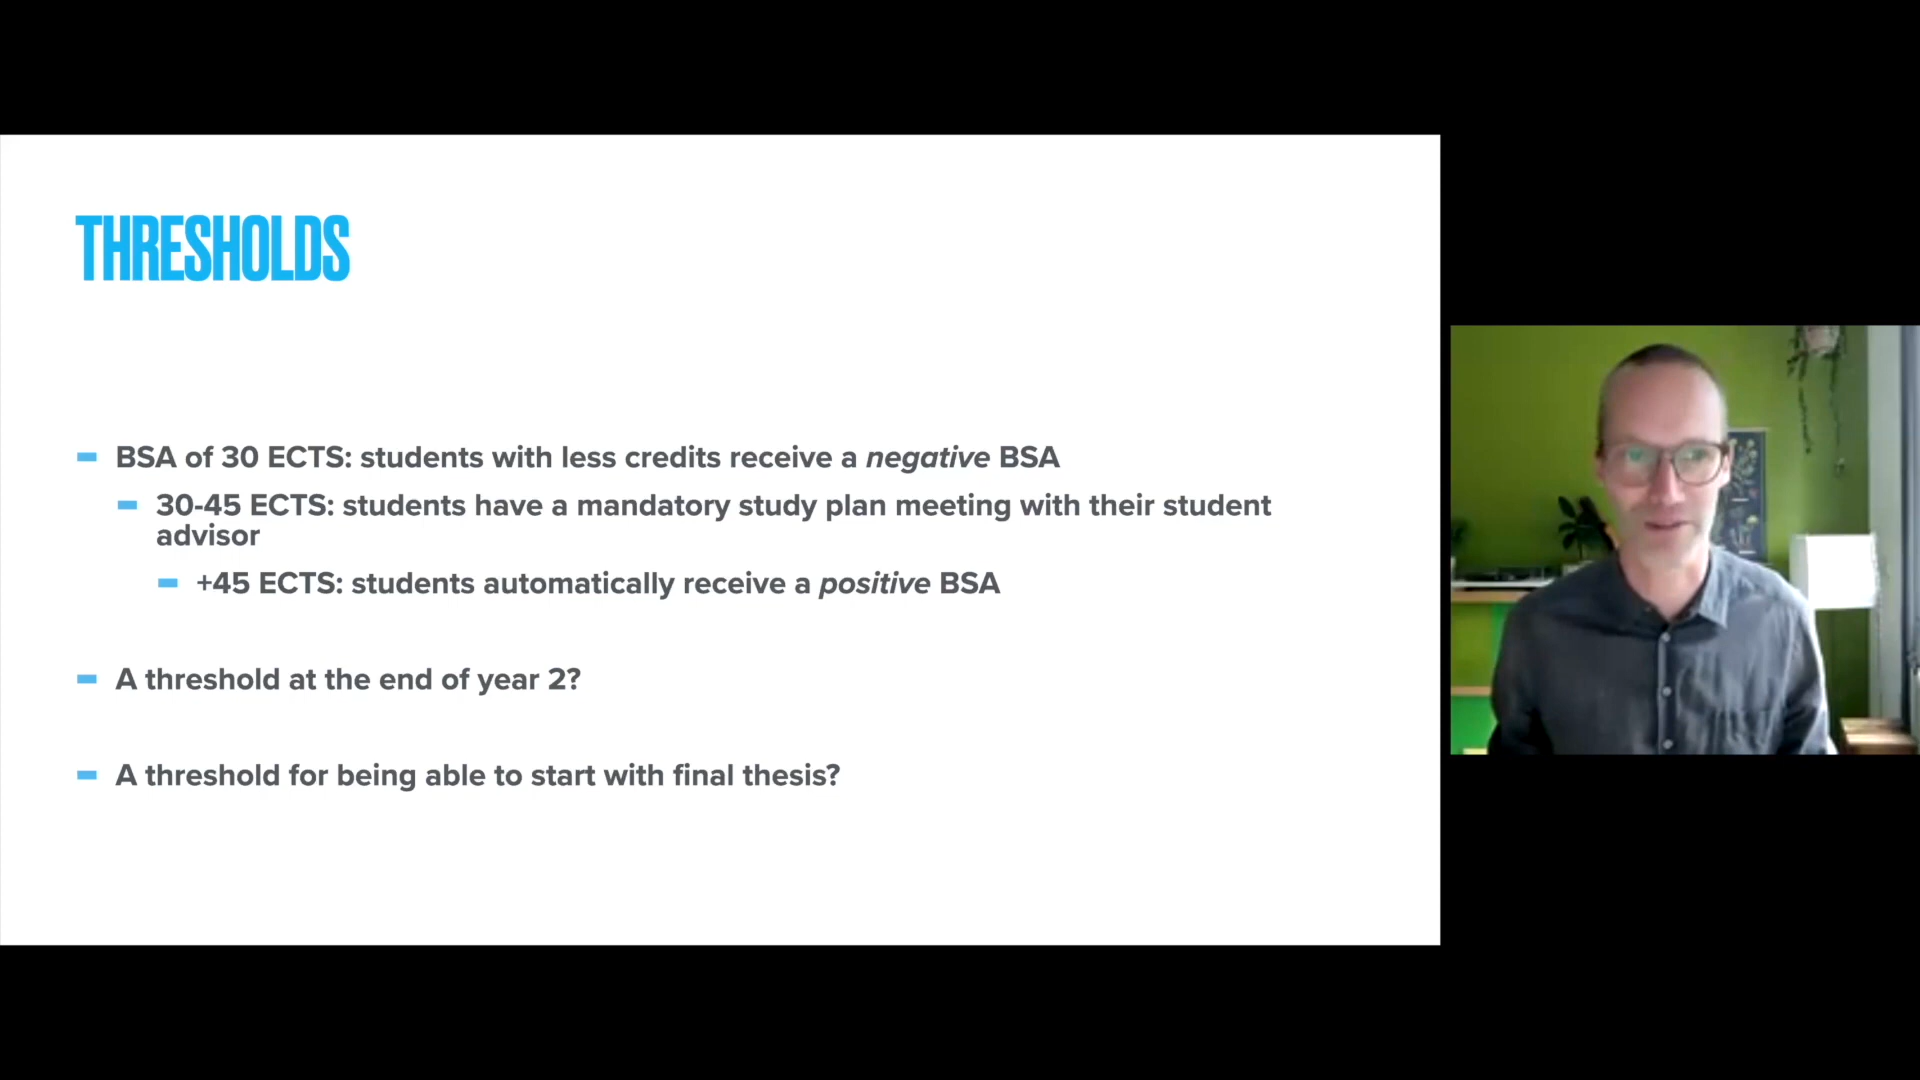 THRESHOLDS
BSA of 30 ECTS: students with less credits receive a negative BSA
30-45 ECTS: students have a mandatory study plan meeting with their student
advisor
+45 ECTS: students automatically receive a positive BSA
A threshold at the end of year 2?
A threshold for being able to start with final thesis?